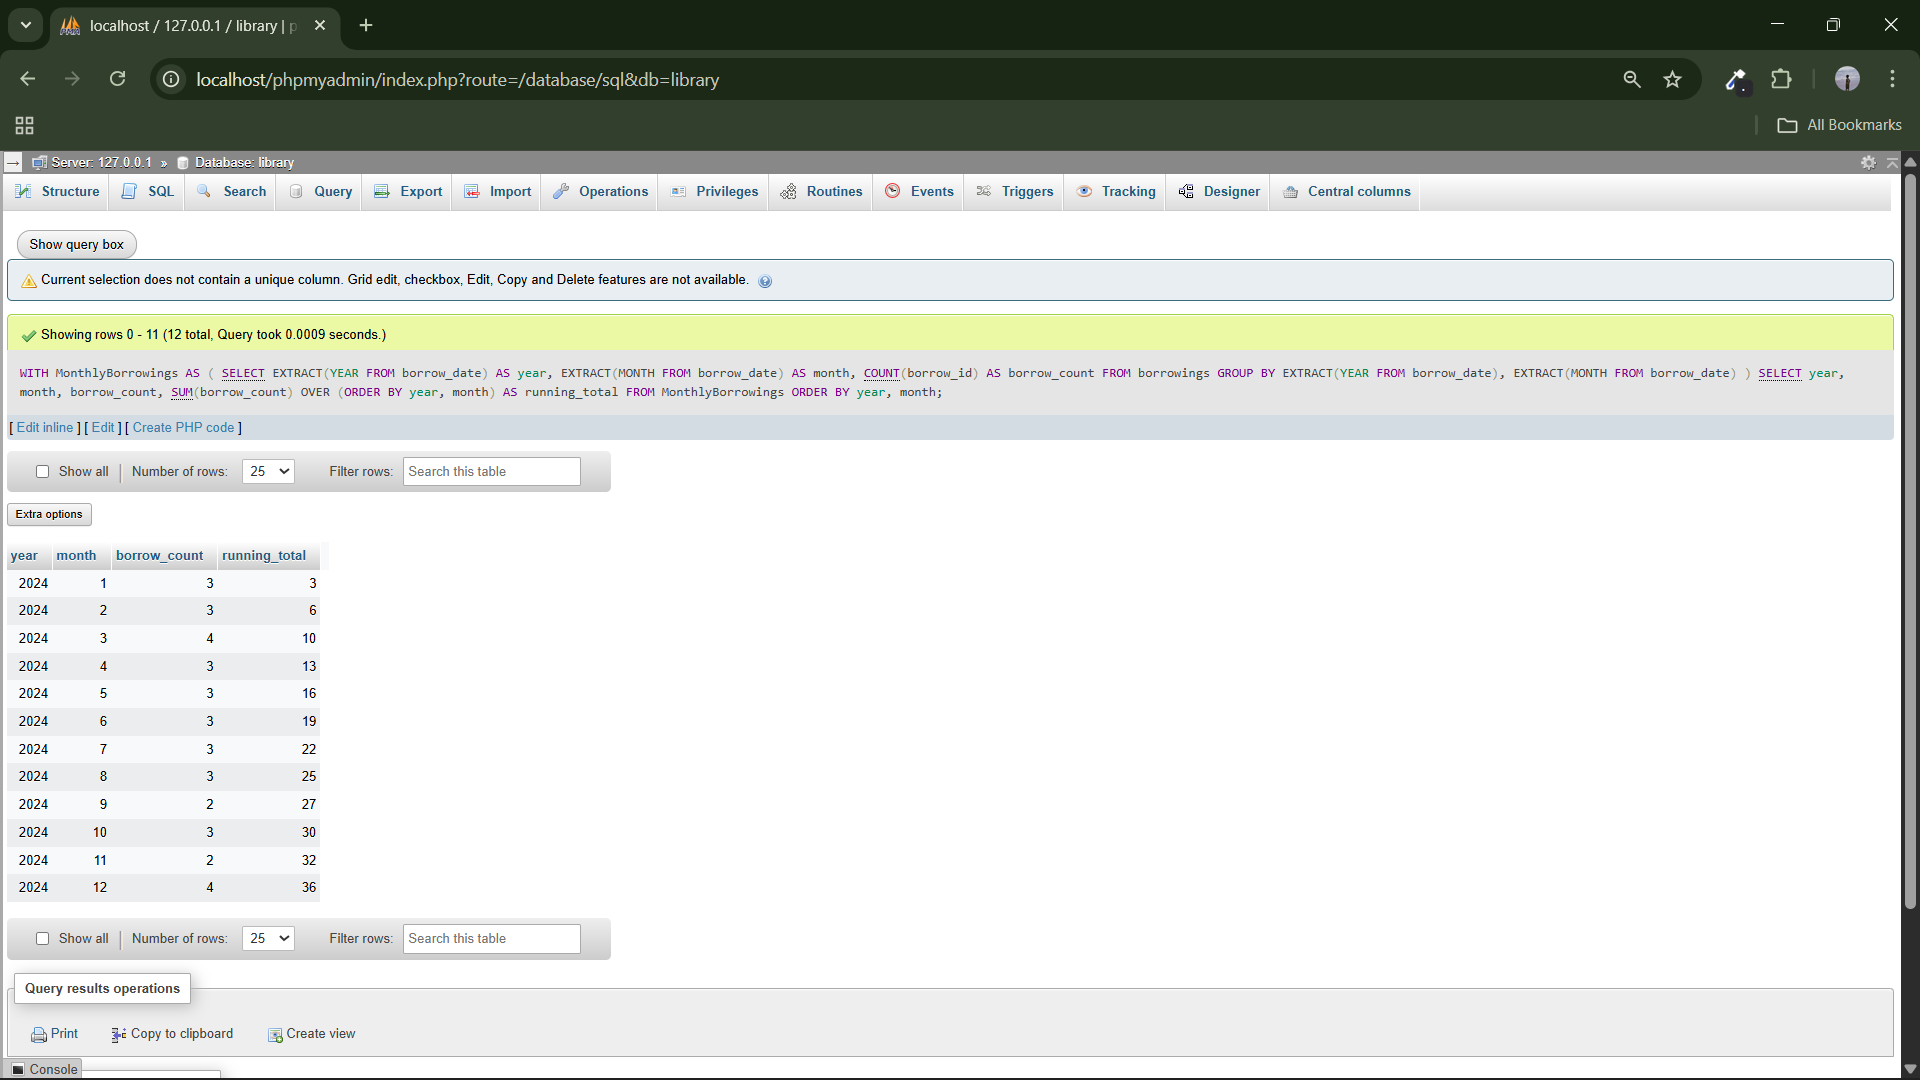 localhost / 127.0.0.1 / library | p
localhost/phpmyadmin/index.php?route=/database/sql&db=library
All Bookmarks
Server: 127.0.0.1 » Database: library
Structure SQL Search Query Export Import Operations Privileges Routines Events Triggers Tracking Designer Central columns
Show query box
Current selection does not contain a unique column. Grid edit, checkbox, Edit, Copy and Delete features are not available.
Showing rows 0 - 11 (12 total, Query took 0.0009 seconds.)
WITH MonthlyBorrowings AS ( SELECT EXTRACT(YEAR FROM borrow_date) AS year, EXTRACT(MONTH FROM borrow_date) AS month, COUNT(borrow_id) AS borrow_count FROM borrowings GROUP BY EXTRACT(YEAR FROM borrow_date), EXTRACT(MONTH FROM borrow_date) ) SELECT year,
month, borrow_count, SUM(borrow_count) OVER (ORDER BY year, month) AS running_total FROM MonthlyBorrowings ORDER BY year, month;
[ Edit inline ] [ Edit ] [ Create PHP code ]
Show all | Number of rows: 25 Filter rows: Search this table
Extra options
year month borrow_count running_total
2024 1 3 3
2024 2 3 6
2024 3 4 10
2024 4 3 13
2024 5 3 16
2024 6 3 19
2024 7 3 22
2024 8 3 25
2024 9 2 27
2024 10 3 30
2024 11 2 32
2024 12 4 36
Show all | Number of rows: 25 Filter rows: Search this table
Query results operations
Print Copy to clipboard Create view
Console